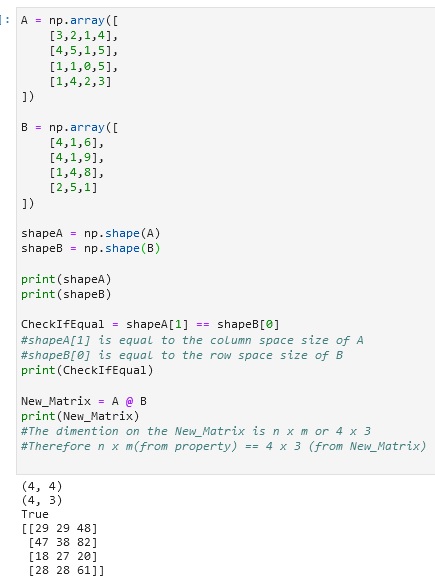 ]: A = np.array([
[3,2,1,4],
[4,5,1,5],
[1,1,0,5],
[1,4,2,3]
])
B = np.array([
[4,1,6],
[4,1,9],
[1,4,8],
[2,5,1]
])
shapeA = np.shape(A)
shapeB = np.shape(B)
print(shapeA)
print(shapeB)
CheckIfEqual = shapeA[1] == shapeB[0]
#shapeA[1] is equal to the column space size of A
#shapeB[0] is equal to the row space size of B
print(CheckIfEqual)
New_Matrix = A @ B
print(New_Matrix)
#The dimention on the New_Matrix is n x m or 4 x 3
#Therefore n x m(from property) == 4 x 3 (from New_Matrix)
(4, 4)
(4, 3)
True
[[29 29 48]
[47 38 82]
[18 27 20]
[28 28 61]]